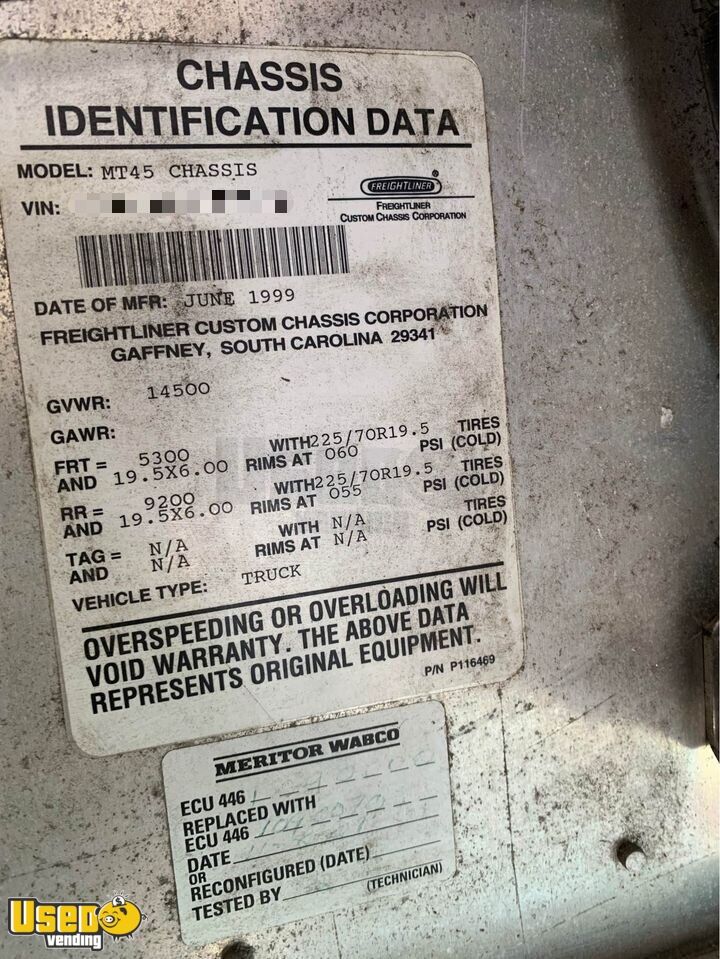 CHASSIS
IDENTIFICATION DATA
MODEL: MT45 CHASSIS
VIN:
FREIGHTLINER
FREIGHTLINER
CUSTOM CHASSIS CORPORATION
DATE OF MFR: JUNE 1999
FREIGHTLINER CUSTOM CHASSIS CORPORATION
GAFFNEY, SOUTH CAROLINA 29341
GVWR: 14500
GAWR:
FRT = 5300 WITH 225/70R19.5 TIRES
AND 19.5X6.00 RIMS AT 060 PSI (COLD)
RR = 9200 WITH 225/70R19.5 TIRES
AND 19.5X6.00 RIMS AT 055 PSI (COLD)
TAG = N/A WITH N/A TIRES
AND N/A RIMS AT N/A PSI (COLD)
VEHICLE TYPE: TRUCK
OVERSPEEDING OR OVERLOADING WILL
VOID WARRANTY. THE ABOVE DATA
REPRESENTS ORIGINAL EQUIPMENT.
P/N P116469
MERITOR WABCO
ECU 446
REPLACED WITH
ECU 446
DATE
OR
RECONFIGURED (DATE)
TESTED BY
(TECHNICIAN)
Used
vending